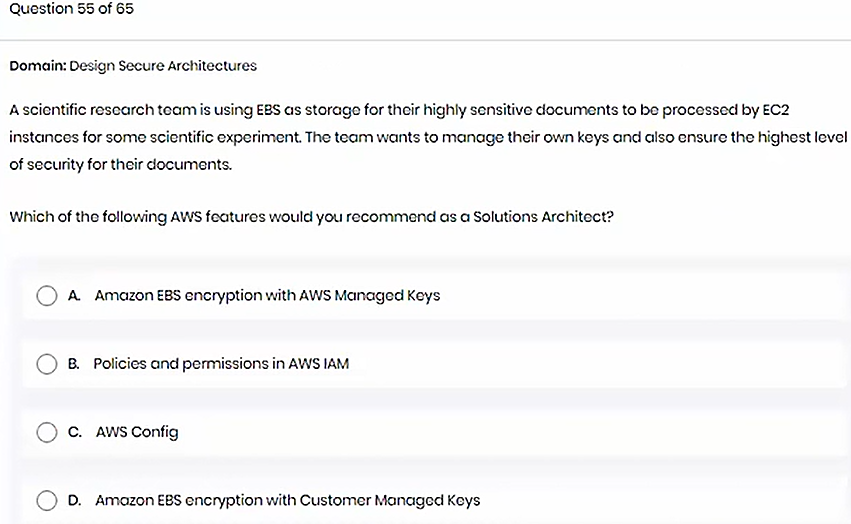 Question 55 of 65
Domain: Design Secure Architectures
A scientific research team is using EBS as storage for their highly sensitive documents to be processed by EC2
instances for some scientific experiment. The team wants to manage their own keys and also ensure the highest level
of security for their documents.
Which of the following AWS features would you recommend as a Solutions Architect?
A. Amazon EBS encryption with AWS Managed Keys
B. Policies and permissions in AWS IAM
C. AWS Config
D. Amazon EBS encryption with Customer Managed Keys